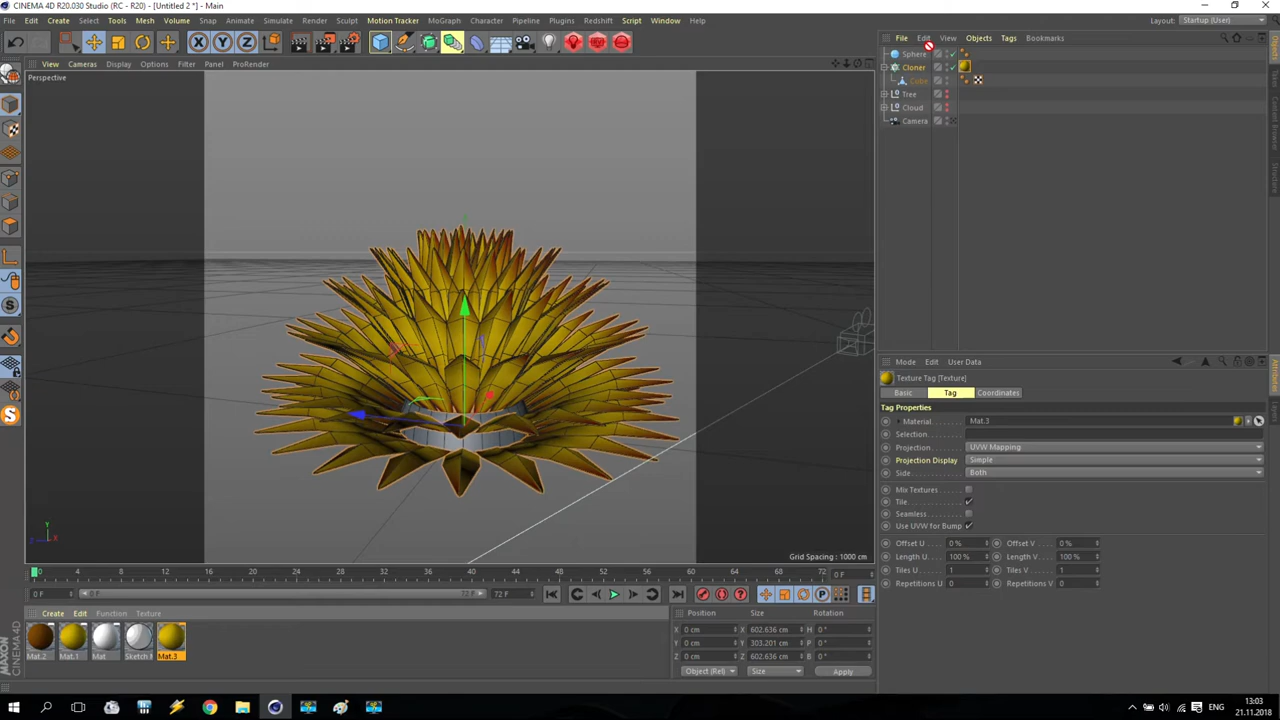 CINEMA 4D R20.030 Studio (RC - R20) - [Untitled 2 *] - Main
File Edit Create Select Tools Mesh Volume Snap Animate Simulate Render Sculpt Motion Tracker MoGraph Character Pipeline Plugins Redshift Script Window Help Layout: Startup (User)
View Cameras Display Options Filter Panel ProRender
File Edit View Objects Tags Bookmarks
Perspective
Sphere
Cloner
Cube
Tree
Cloud
Camera
Mode Edit User Data
Texture Tag [Texture]
Basic Tag Coordinates
Tag Properties
Material Mat.3
Selection
Projection UVW Mapping
Projection Display Simple
Side Both
Mix Textures
Tile
Seamless
Use UVW for Bump
Offset U 0 % Offset V 0 %
Length U 100 % Length V 100 %
Tiles U 1 Tiles V 1
Repetitions U 0 Repetitions V 0
Grid Spacing : 1000 cm
0 4 8 12 16 20 24 28 32 36 40 44 48 52 56 60 64 68 72 0 F
0 F 0 F 72 F 72 F
Create Edit Function Texture
Mat.2 Mat.1 Mat Sketch M Mat.3
Position Size Rotation
X 0 cm X 602.636 cm H 0 °
Y 0 cm Y 303.201 cm P 0 °
Z 0 cm Z 602.636 cm B 0 °
Object (Rel) Size Apply
MAXON CINEMA 4D
Objects
Attributes
ENG
13:03
21.11.2018